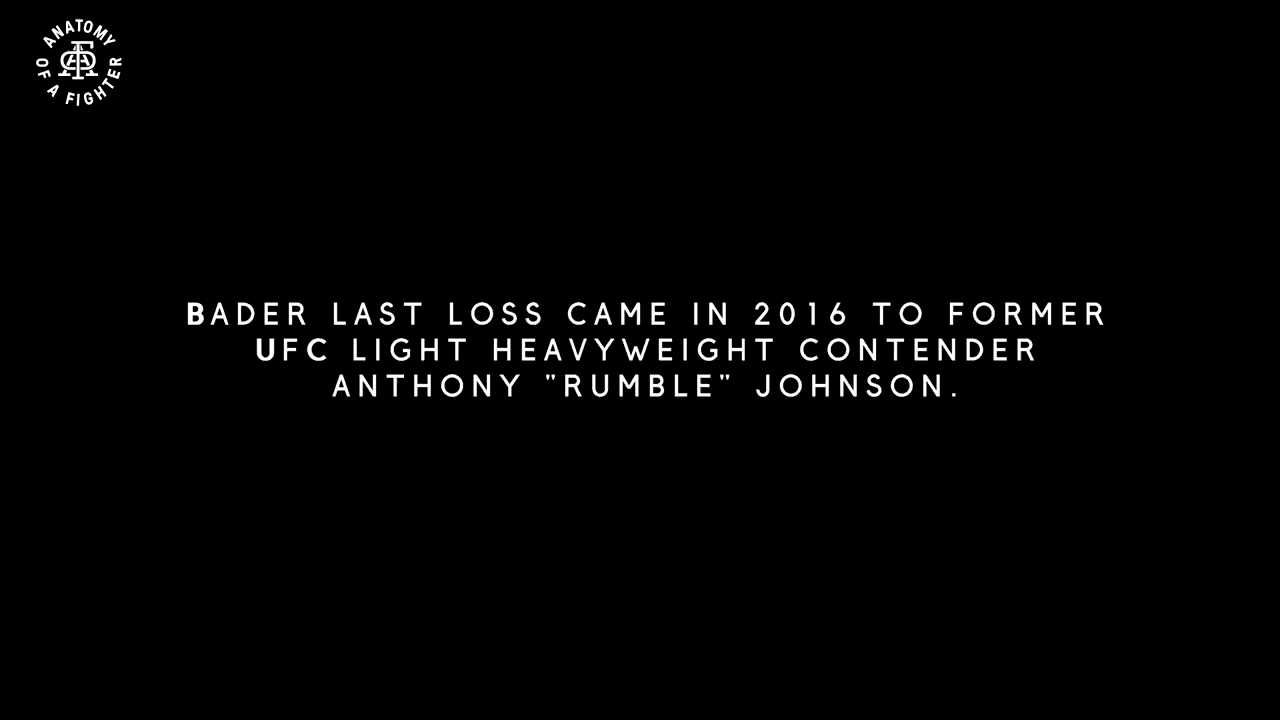 ANATOMY
OF A FIGHTER
BADER LAST LOSS CAME IN 2016 TO FORMER
UFC LIGHT HEAVYWEIGHT CONTENDER
ANTHONY "RUMBLE" JOHNSON.